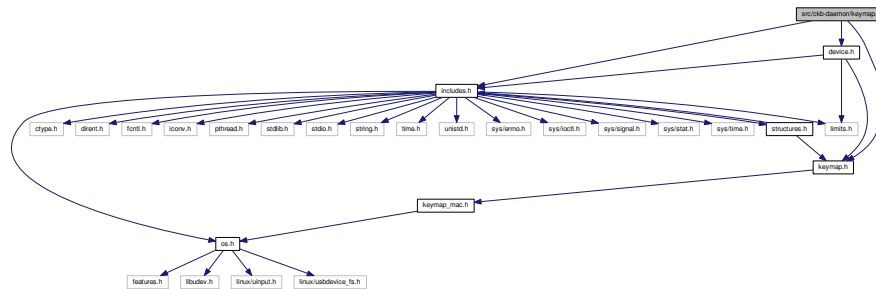 src/ckb-daemon/keymap.
device.h
includes.h
ctype.h
dirent.h
fcntl.h
iconv.h
pthread.h
stdlib.h
stdio.h
string.h
time.h
unistd.h
sys/errno.h
sys/ioctl.h
sys/signal.h
sys/stat.h
sys/time.h
structures.h
limits.h
keymap.h
keymap_mac.h
os.h
features.h
libudev.h
linux/uinput.h
linux/usbdevice_fs.h